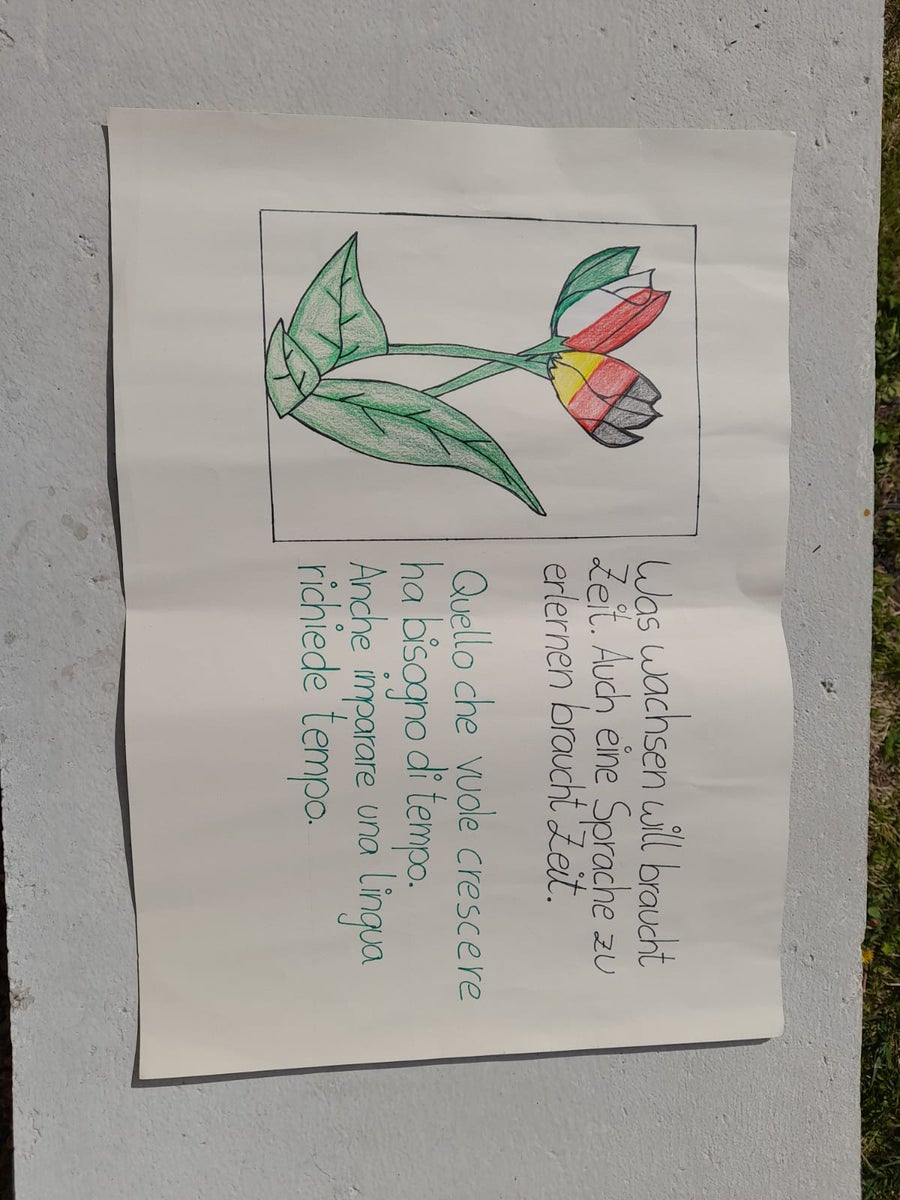 Was wachsen will braucht
Zeit. Auch eine Sprache zu
erlernen braucht Zeit.
Quello che vuole crescere
ha bisogno di tempo.
Anche imparare una lingua
richiede tempo.